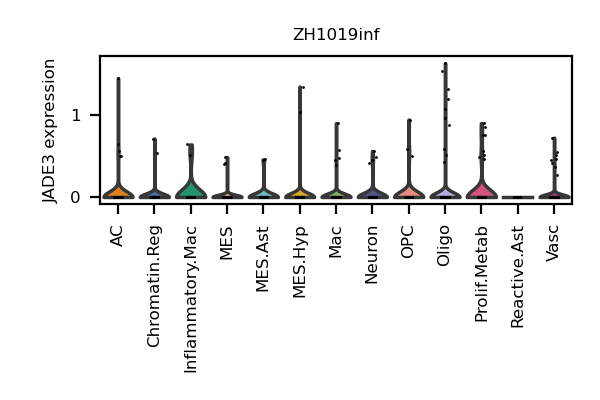 ZH1019inf
JADE3 expression
1
0
AC
Chromatin.Reg
Inflammatory.Mac
MES
MES.Ast
MES.Hyp
Mac
Neuron
OPC
Oligo
Prolif.Metab
Reactive.Ast
Vasc